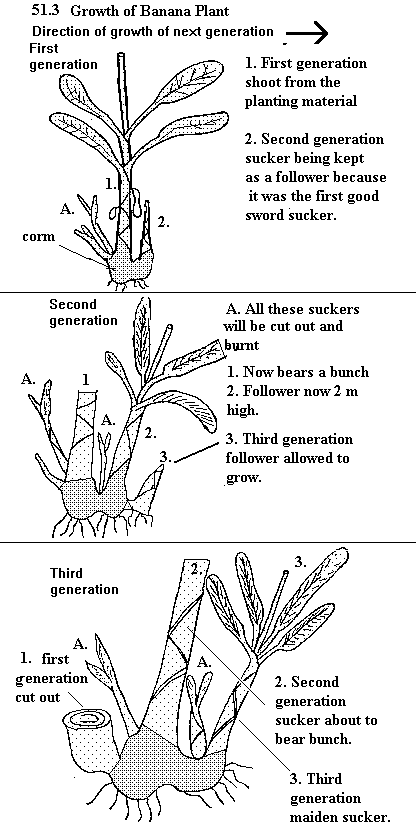 51.3 Growth of Banana Plant
Direction of growth of next generation
First
generation
1. First generation
shoot from the
planting material
2. Second generation
sucker being kept
as a follower because
it was the first good
sword sucker.
1.
A.
2.
corm
Second
generation
A. All these suckers
will be cut out and
burnt
1. Now bears a bunch
2. Follower now 2 m
high.
3. Third generation
follower allowed to
grow.
A.
1
A.
2.
3.
Third
generation
2.
3.
A.
1. first
generation
cut out
A.
2. Second
generation
sucker about to
bear bunch.
3. Third
generation
maiden sucker.